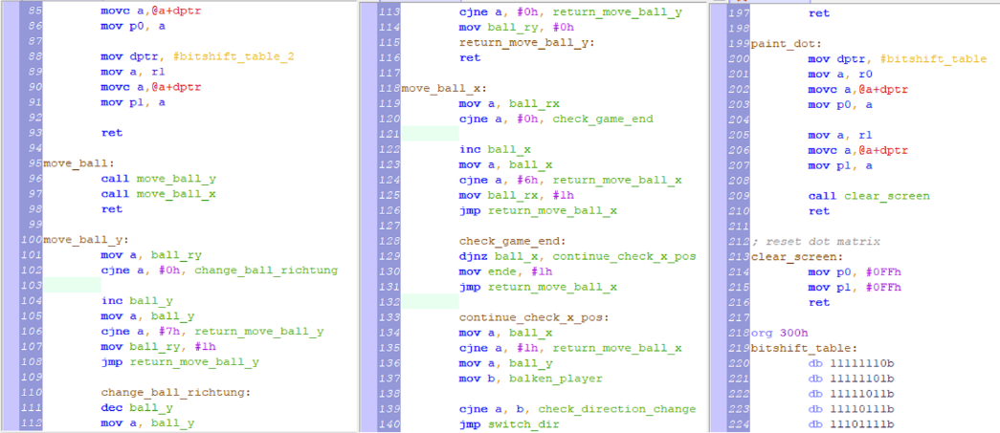 85 movc a,@a+dptr
86 mov p0, a
87
88 mov dptr, #bitshift_table_2
89 mov a, r1
90 movc a,@a+dptr
91 mov p1, a
92
93 ret
94
95 move_ball:
96 call move_ball_y
97 call move_ball_x
98 ret
99
100 move_ball_y:
101 mov a, ball_ry
102 cjne a, #0h, change_ball_richtung
103
104 inc ball_y
105 mov a, ball_y
106 cjne a, #7h, return_move_ball_y
107 mov ball_ry, #1h
108 jmp return_move_ball_y
109
110 change_ball_richtung:
111 dec ball_y
112 mov a, ball_y
113 cjne a, #0h, return_move_ball_y
114 mov ball_ry, #0h
115 return_move_ball_y:
116 ret
117
118 move_ball_x:
119 mov a, ball_rx
120 cjne a, #0h, check_game_end
121
122 inc ball_x
123 mov a, ball_x
124 cjne a, #6h, return_move_ball_x
125 mov ball_rx, #1h
126 jmp return_move_ball_x
127
128 check_game_end:
129 djnz ball_x, continue_check_x_pos
130 mov ende, #1h
131 jmp return_move_ball_x
132
133 continue_check_x_pos:
134 mov a, ball_x
135 cjne a, #1h, return_move_ball_x
136 mov a, ball_y
137 mov b, balken_player
138
139 cjne a, b, check_direction_change
140 jmp switch_dir
197 ret
198
199 paint_dot:
200 mov dptr, #bitshift_table
201 mov a, r0
202 movc a,@a+dptr
203 mov p0, a
204
205 mov a, r1
206 movc a,@a+dptr
207 mov p1, a
208
209 call clear_screen
210 ret
211
212 ; reset dot matrix
213 clear_screen:
214 mov p0, #0FFh
215 mov p1, #0FFh
216 ret
217
218 org 300h
219 bitshift_table:
220 db 11111110b
221 db 11111101b
222 db 11111011b
223 db 11110111b
224 db 11101111b